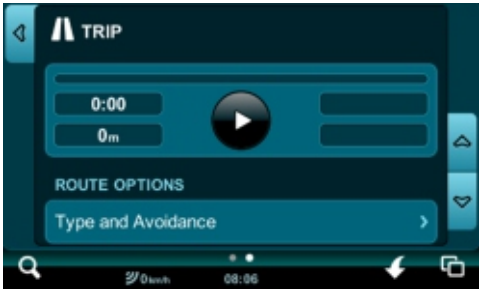 TRIP
0:00
0m
ROUTE OPTIONS
Type and Avoidance
0km/h
08:06